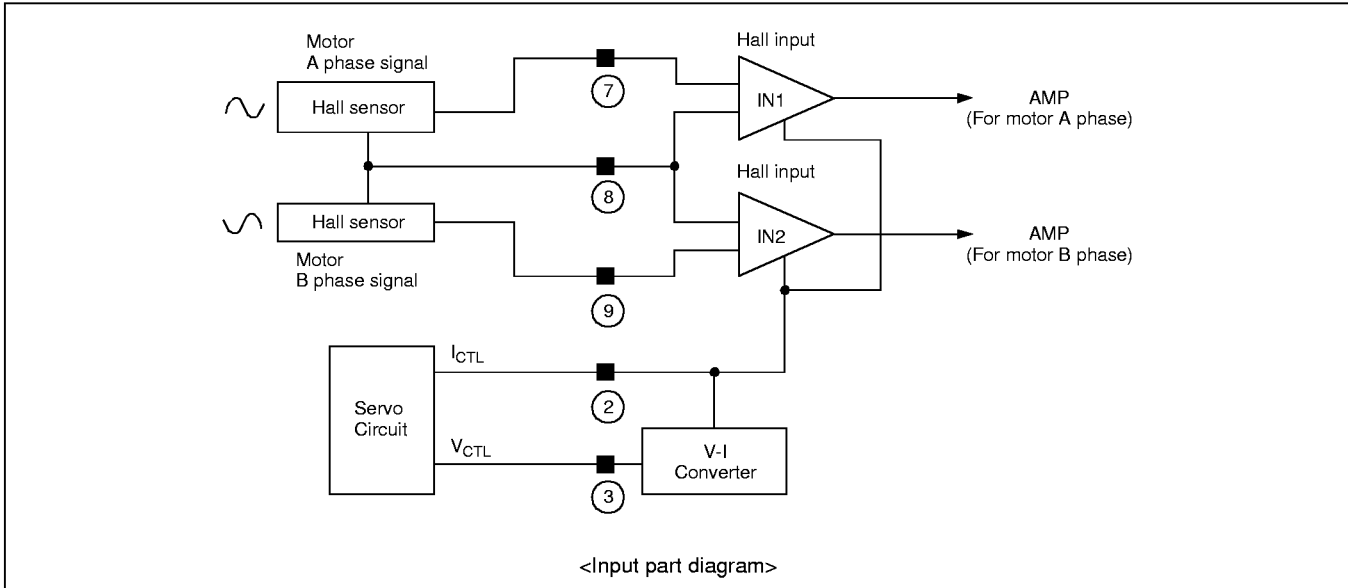 Motor
A phase signal
Hall sensor
7
Hall input
IN1
AMP
(For motor A phase)
8
Hall input
Hall sensor
IN2
AMP
(For motor B phase)
Motor
B phase signal
9
Servo
Circuit
ICTL
2
VCTL
3
V-I
Converter
<Input part diagram>